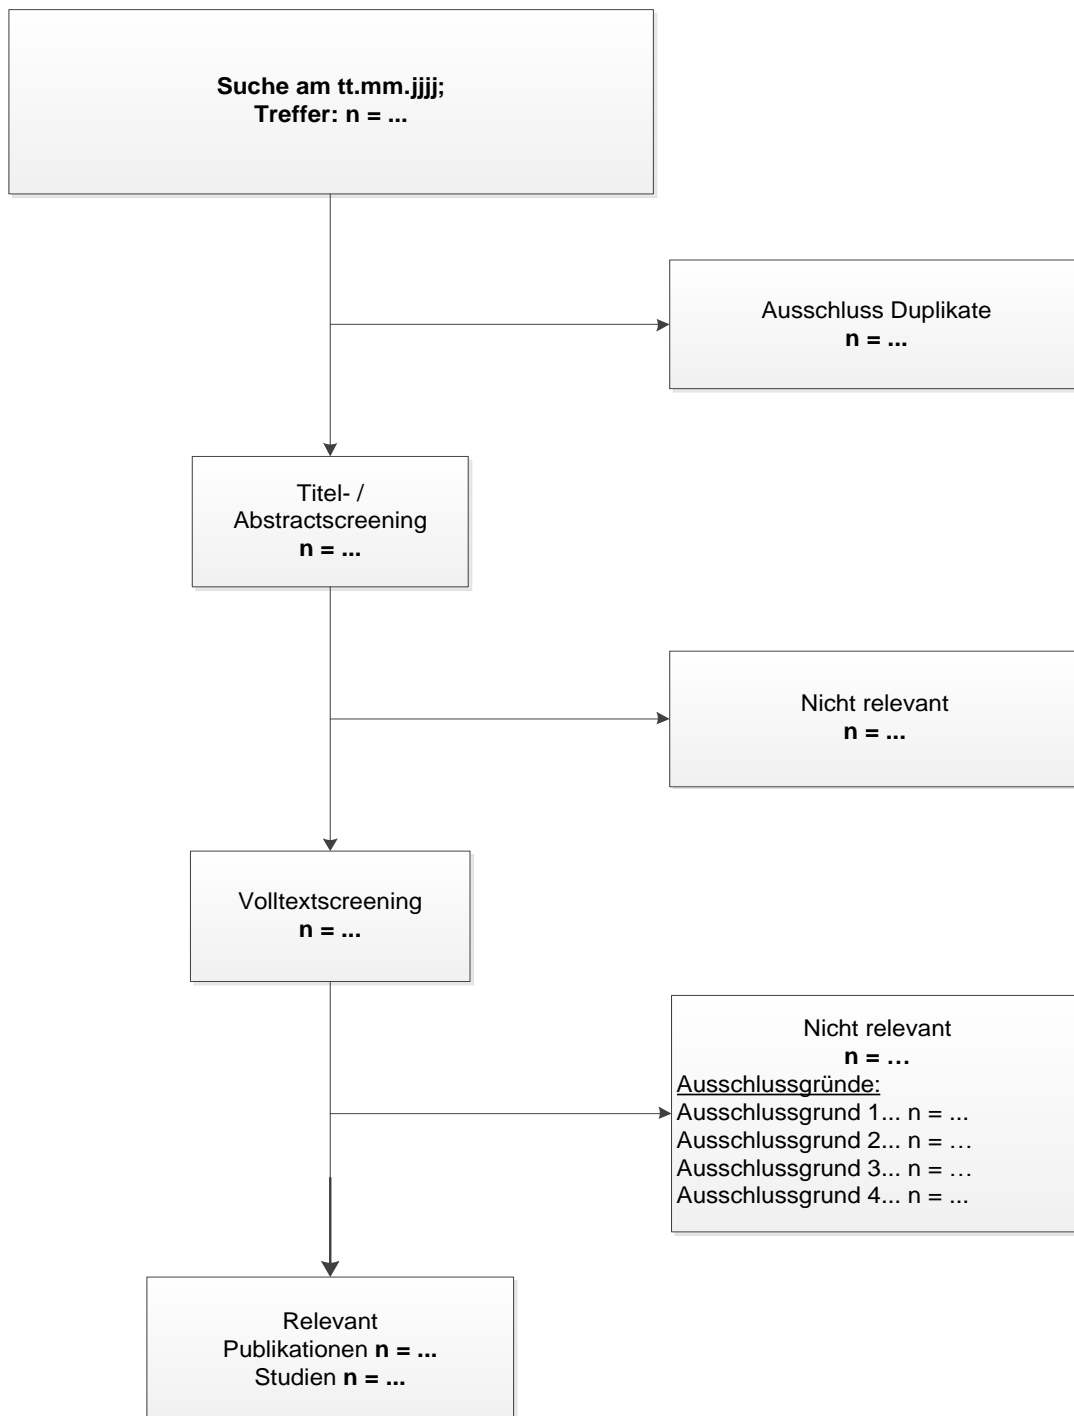 Suche am tt.mm.jjjj;
Treffer: n = ...
Ausschluss Duplikate
n = ...
Titel- /
Abstractscreening
n = ...
Nicht relevant
n = ...
Volltextscreening
n = ...
Nicht relevant
n = …
Ausschlussgründe:
Ausschlussgrund 1... n = ...
Ausschlussgrund 2... n = …
Ausschlussgrund 3... n = …
Ausschlussgrund 4... n = ...
Relevant
Publikationen n = ...
Studien n = ...